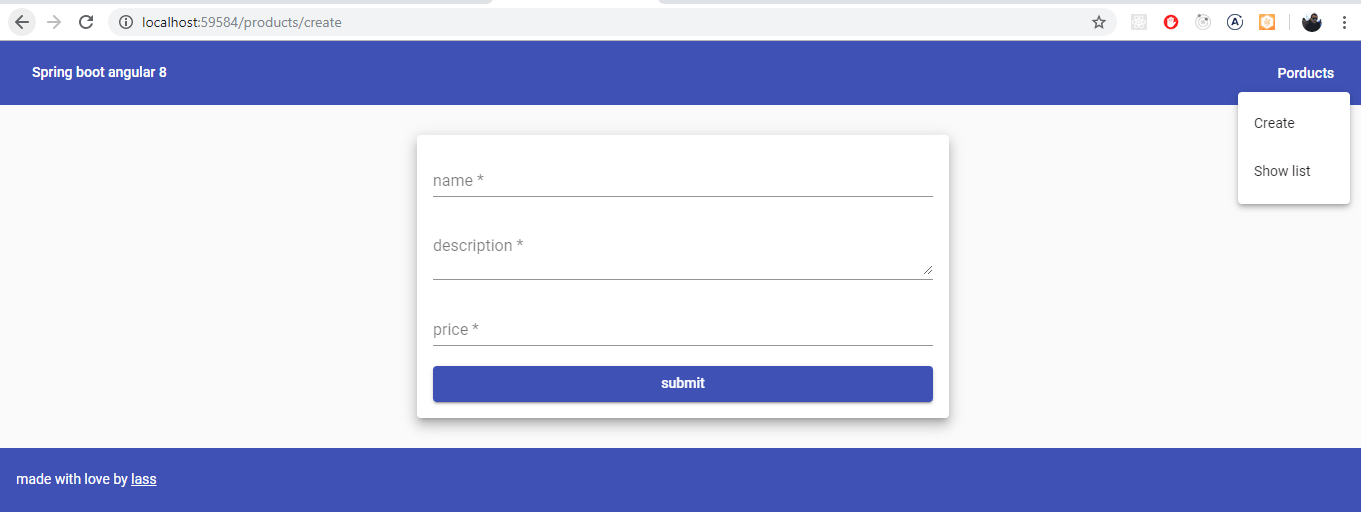 localhost:59584/products/create
Spring boot angular 8
Porducts
Create
Show list
name *
description *
price *
submit
made with love by lass